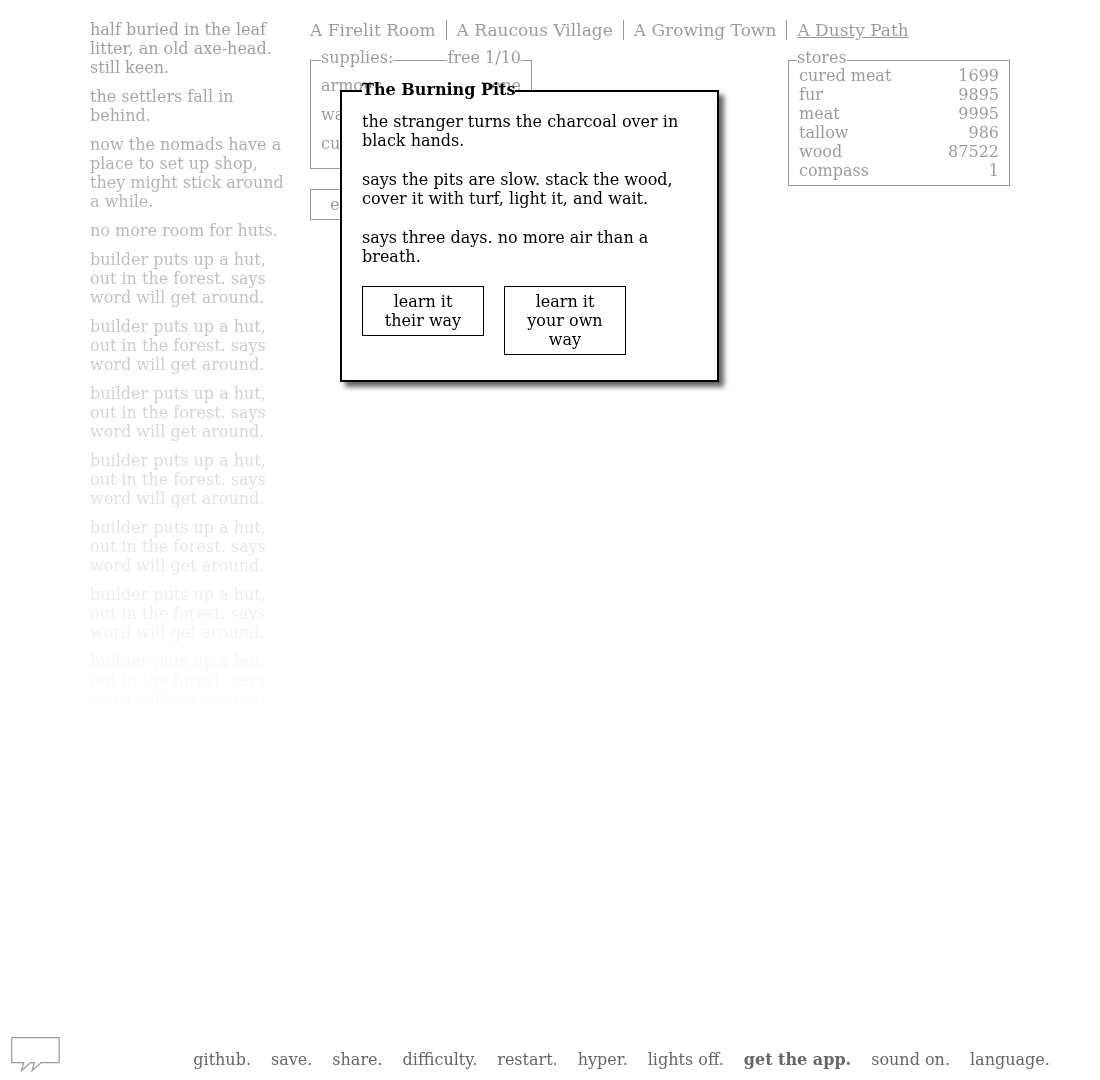 half buried in the leaf
litter, an old axe-head.
still keen.
the settlers fall in
behind.
now the nomads have a
place to set up shop,
they might stick around
a while.
no more room for huts.
builder puts up a hut,
out in the forest. says
word will get around.
builder puts up a hut,
out in the forest. says
word will get around.
builder puts up a hut,
out in the forest. says
word will get around.
builder puts up a hut,
out in the forest. says
word will get around.
builder puts up a hut,
out in the forest. says
word will get around.
builder puts up a hut,
out in the forest. says
word will get around.
builder puts up a hut,
out in the forest. says
word will get around.
A Firelit Room
A Raucous Village
A Growing Town
A Dusty Path
supplies:
free 1/10
The Burning Pits
the stranger turns the charcoal over in
black hands.
says the pits are slow. stack the wood,
cover it with turf, light it, and wait.
says three days. no more air than a
breath.
learn it
their way
learn it
your own
way
stores
cured meat 1699
fur 9895
meat 9995
tallow 986
wood 87522
compass 1
github. save. share. difficulty. restart. hyper. lights off. get the app. sound on. language.